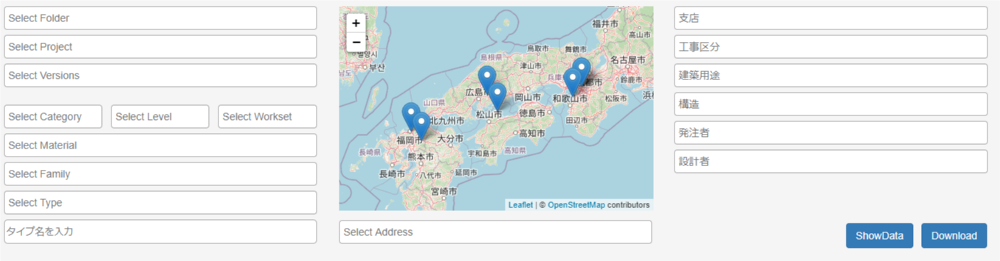 Select Folder
Select Project
Select Versions
Select Category
Select Level
Select Workset
Select Material
Select Family
Select Type
タイプ名を入力
+
−
부산
福井市
高山市
鳥取市
舞鶴市
島根県
津山市
名古屋市
兵庫
都市
鈴鹿市
広島
岡山市
和歌山市
松阪市
浜
山口県
北九州市
松山市
徳島市
田辺市
福岡市
大分市
高知市
長崎県
熊本市
宇和島市
高知県
長崎市
八代市
延岡市
宮崎市
Leaflet | © OpenStreetMap contributors
Select Address
支店
工事区分
建築用途
構造
発注者
設計者
ShowData
Download